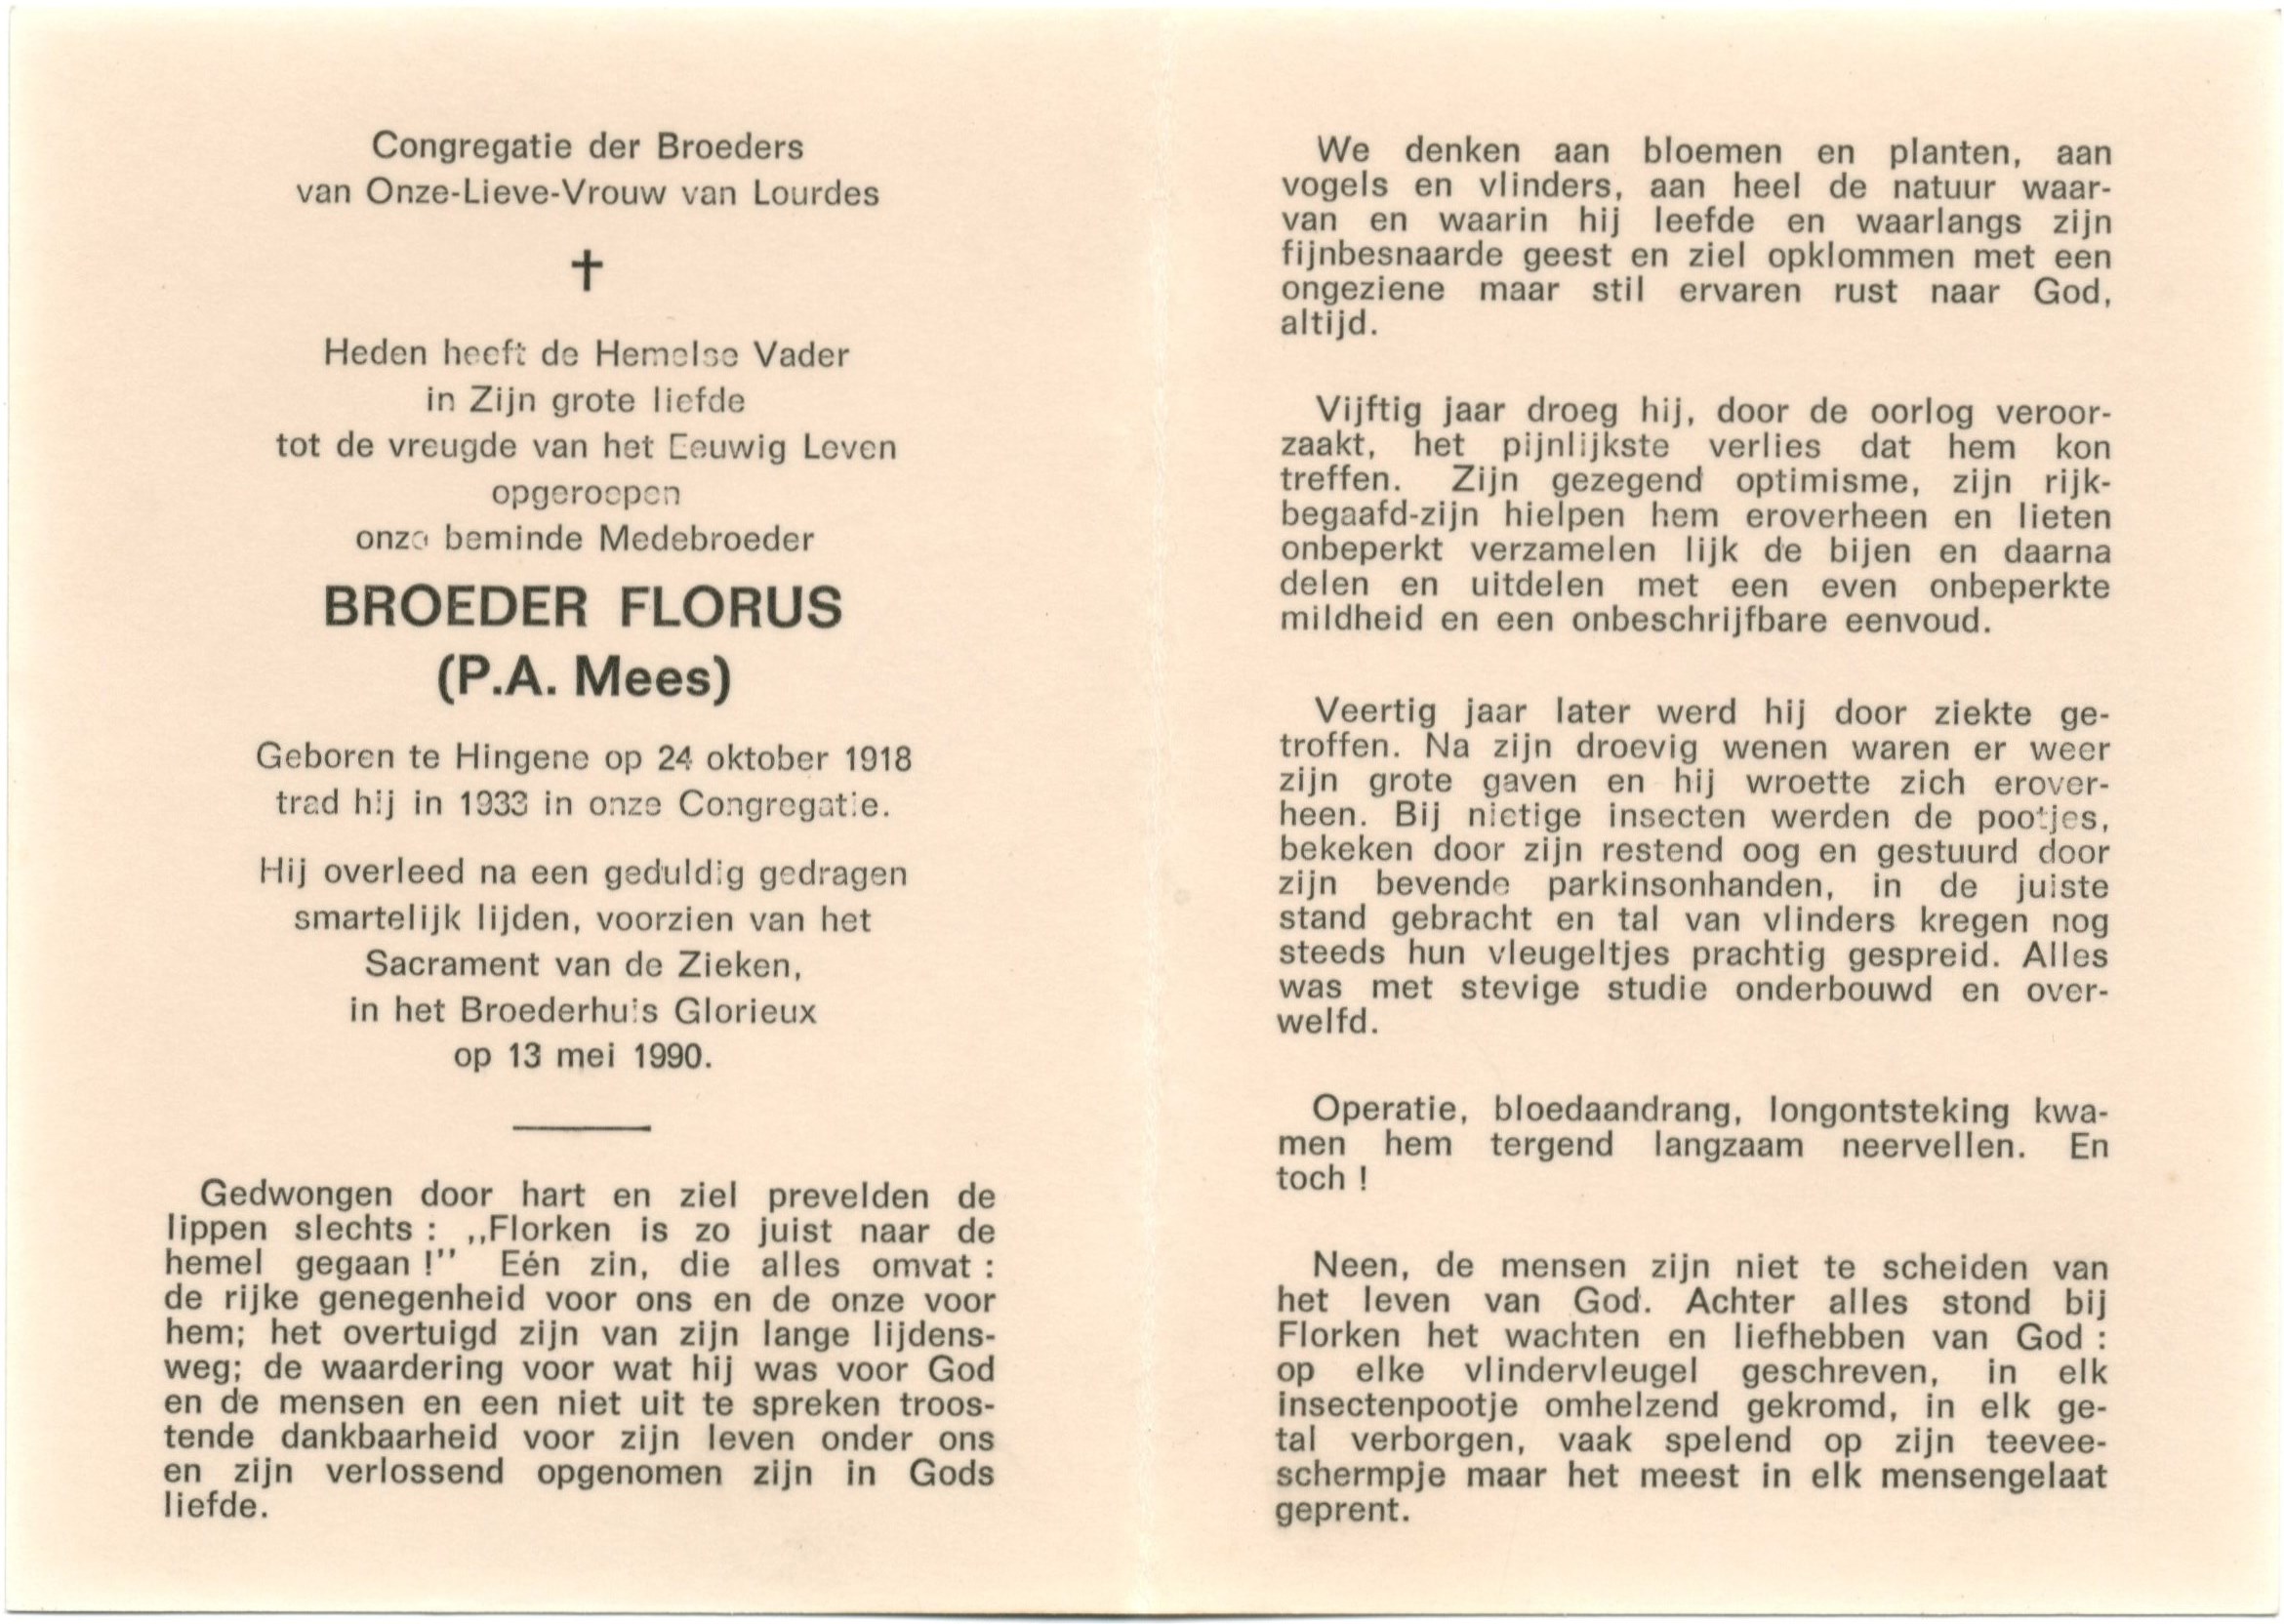 Congregatie der Broeders
van Onze-Lieve-Vrouw van Lourdes
✝
Heden heeft de Hemelse Vader
in Zijn grote liefde
tot de vreugde van het Eeuwig Leven
opgeroepen
onze beminde Medebroeder
BROEDER FLORUS
(P.A. Mees)
Geboren te Hingene op 24 oktober 1918
trad hij in 1933 in onze Congregatie.
Hij overleed na een geduldig gedragen
smartelijk lijden, voorzien van het
Sacrament van de Zieken,
in het Broederhuis Glorieux
op 13 mei 1990.
Gedwongen door hart en ziel prevelden de
lippen slechts : ,,Florken is zo juist naar de
hemel gegaan !'' Eén zin, die alles omvat :
de rijke genegenheid voor ons en de onze voor
hem; het overtuigd zijn van zijn lange lijdens-
weg; de waardering voor wat hij was voor God
en de mensen en een niet uit te spreken troos-
tende dankbaarheid voor zijn leven onder ons
en zijn verlossend opgenomen zijn in Gods
liefde.
We denken aan bloemen en planten, aan
vogels en vlinders, aan heel de natuur waar-
van en waarin hij leefde en waarlangs zijn
fijnbesnaarde geest en ziel opklommen met een
ongeziene maar stil ervaren rust naar God,
altijd.
Vijftig jaar droeg hij, door de oorlog veroor-
zaakt, het pijnlijkste verlies dat hem kon
treffen. Zijn gezegend optimisme, zijn rijk-
begaafd-zijn hielpen hem eroverheen en lieten
onbeperkt verzamelen lijk de bijen en daarna
delen en uitdelen met een even onbeperkte
mildheid en een onbeschrijfbare eenvoud.
Veertig jaar later werd hij door ziekte ge-
troffen. Na zijn droevig wenen waren er weer
zijn grote gaven en hij wroette zich erover-
heen. Bij nietige insecten werden de pootjes,
bekeken door zijn restend oog en gestuurd door
zijn bevende parkinsonhanden, in de juiste
stand gebracht en tal van vlinders kregen nog
steeds hun vleugeltjes prachtig gespreid. Alles
was met stevige studie onderbouwd en over-
welfd.
Operatie, bloedaandrang, longontsteking kwa-
men hem tergend langzaam neervellen. En
toch !
Neen, de mensen zijn niet te scheiden van
het leven van God. Achter alles stond bij
Florken het wachten en liefhebben van God :
op elke vlindervleugel geschreven, in elk
insectenpootje omhelzend gekromd, in elk ge-
tal verborgen, vaak spelend op zijn teevee-
schermpje maar het meest in elk mensengelaat
geprent.